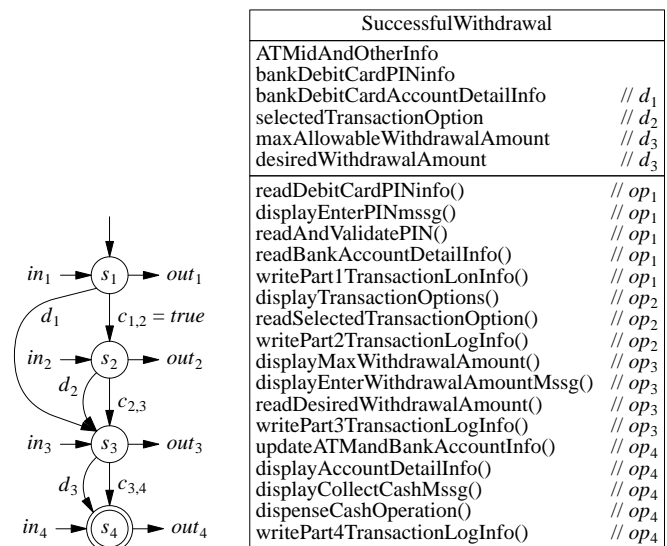 SuccessfulWithdrawal
ATMidAndOtherInfo
bankDebitCardPINinfo
bankDebitCardAccountDetailInfo // d1
selectedTransactionOption // d2
maxAllowableWithdrawalAmount // d3
desiredWithdrawalAmount // d3
readDebitCardPINinfo() // op1
displayEnterPINmssg() // op1
readAndValidatePIN() // op1
readBankAccountDetailInfo() // op1
writePart1TransactionLonInfo() // op1
displayTransactionOptions() // op2
readSelectedTransactionOption() // op2
writePart2TransactionLogInfo() // op2
displayMaxWithdrawalAmount() // op3
displayEnterWithdrawalAmountMssg() // op3
readDesiredWithdrawalAmount() // op3
writePart3TransactionLogInfo() // op3
updateATMandBankAccountInfo() // op4
displayAccountDetailInfo() // op4
displayCollectCashMssg() // op4
dispenseCashOperation() // op4
writePart4TransactionLogInfo() // op4
in1 s1 out1
d1 c1,2 = true
in2 s2 out2
d2 c2,3
in3 s3 out3
d3 c3,4
in4 s4 out4